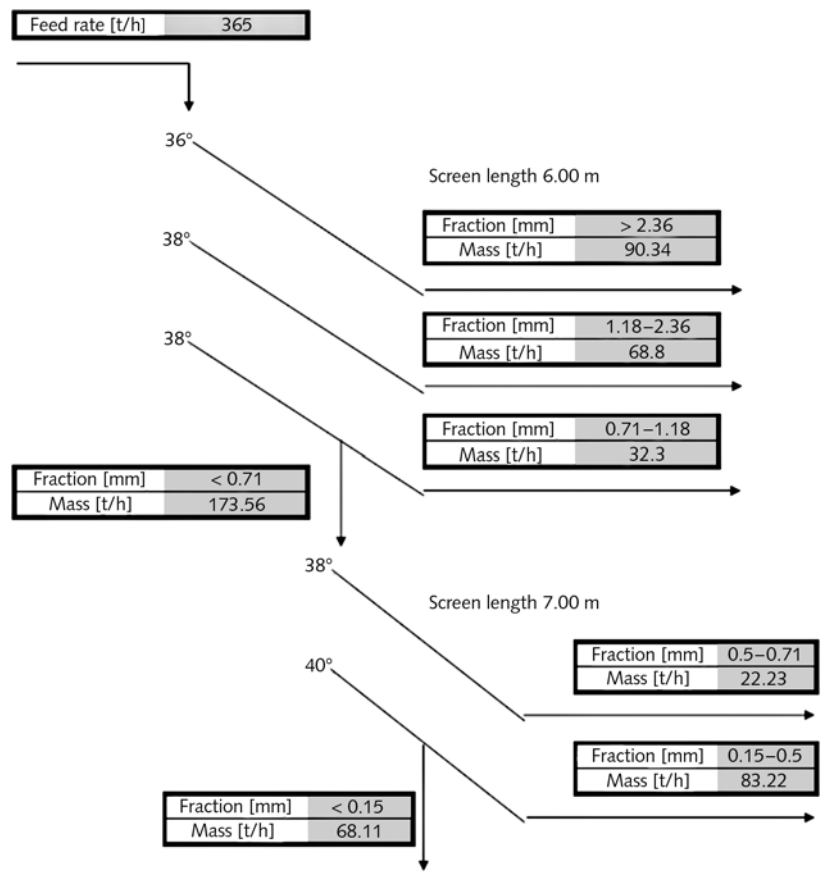 Feed rate [t/h] 365
36°
Screen length 6.00 m
Fraction [mm] > 2.36
Mass [t/h] 90.34
38°
Fraction [mm] 1.18–2.36
Mass [t/h] 68.8
38°
Fraction [mm] 0.71–1.18
Mass [t/h] 32.3
Fraction [mm] < 0.71
Mass [t/h] 173.56
38°
Screen length 7.00 m
Fraction [mm] 0.5–0.71
Mass [t/h] 22.23
40°
Fraction [mm] 0.15–0.5
Mass [t/h] 83.22
Fraction [mm] < 0.15
Mass [t/h] 68.11